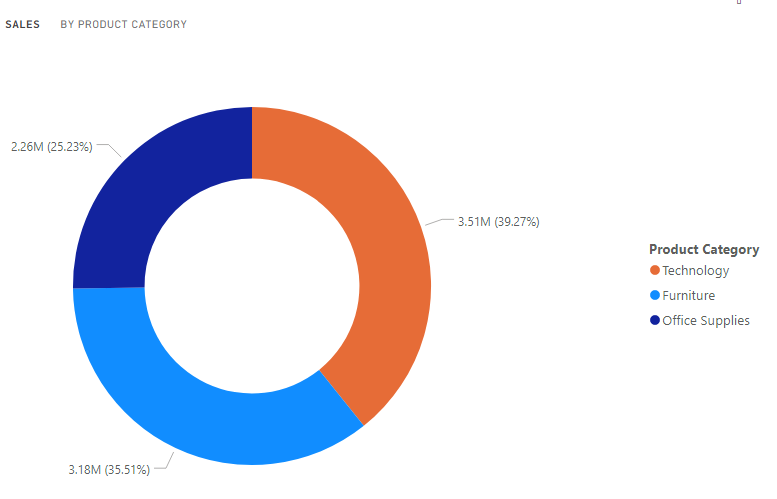 SALES BY PRODUCT CATEGORY
2.26M (25.23%)
3.51M (39.27%)
3.18M (35.51%)
Product Category
Technology
Furniture
Office Supplies